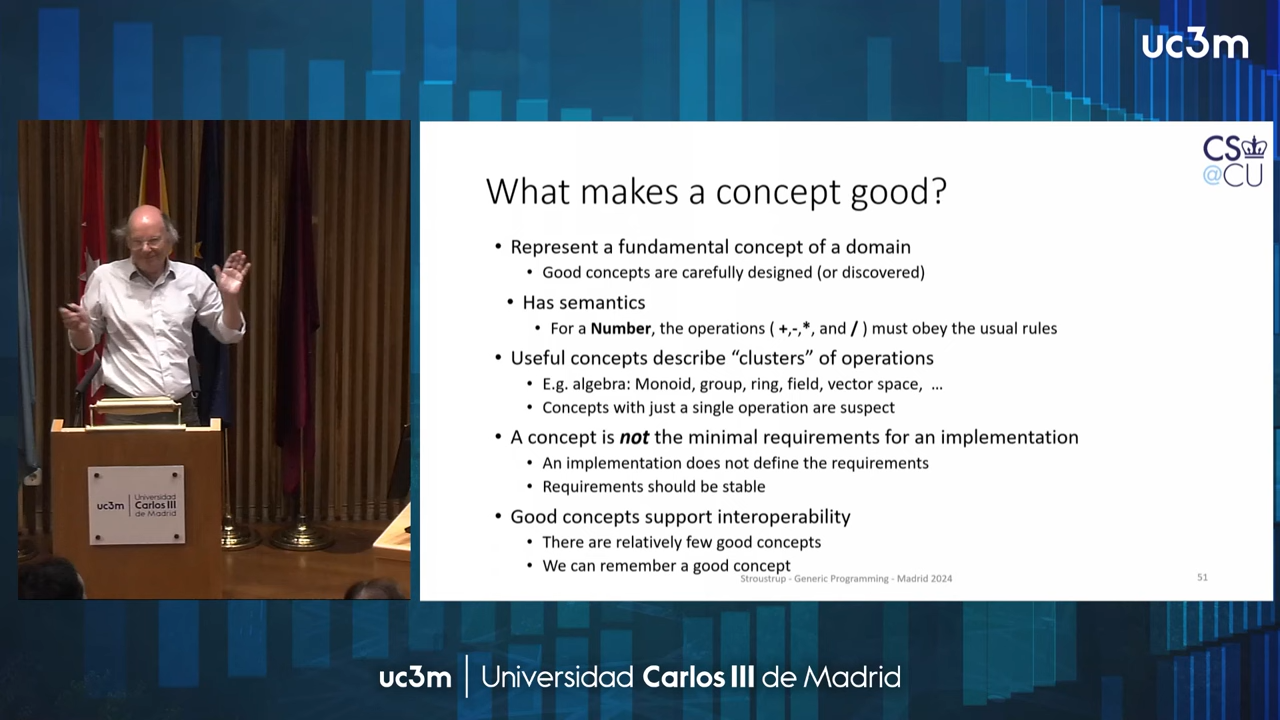 uc3m
CS
@CU
What makes a concept good?
• Represent a fundamental concept of a domain
• Good concepts are carefully designed (or discovered)
• Has semantics
• For a Number, the operations ( +,-,*, and / ) must obey the usual rules
• Useful concepts describe “clusters” of operations
• E.g. algebra: Monoid, group, ring, field, vector space, …
• Concepts with just a single operation are suspect
• A concept is not the minimal requirements for an implementation
• An implementation does not define the requirements
• Requirements should be stable
• Good concepts support interoperability
• There are relatively few good concepts
• We can remember a good concept
Stroustrup - Generic Programming - Madrid 2024
51
uc3m
Universidad
Carlos III
de Madrid
uc3m | Universidad Carlos III de Madrid